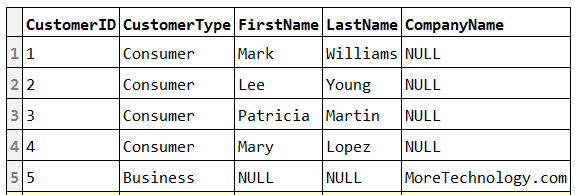 CustomerID CustomerType FirstName LastName CompanyName
1 1 Consumer Mark Williams NULL
2 2 Consumer Lee Young NULL
3 3 Consumer Patricia Martin NULL
4 4 Consumer Mary Lopez NULL
5 5 Business NULL NULL MoreTechnology.com